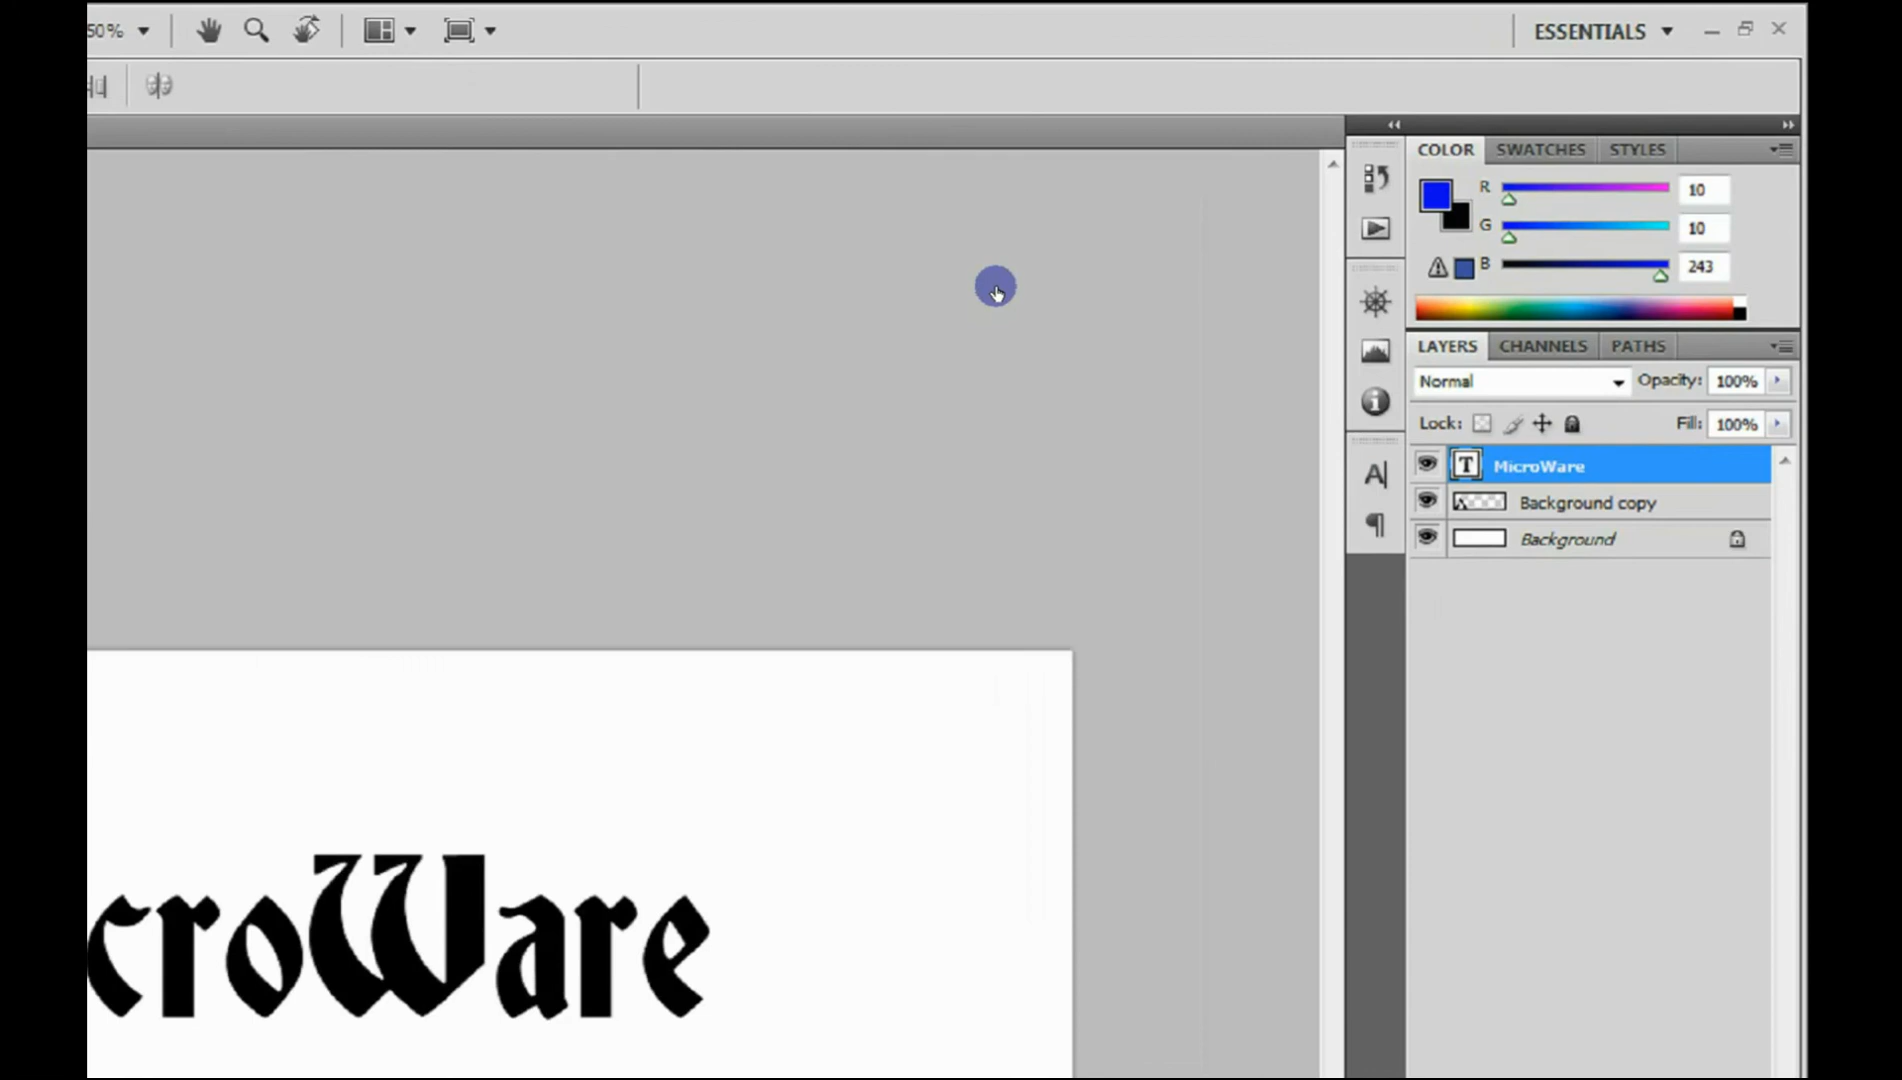 50%
ESSENTIALS
COLOR SWATCHES STYLES
R 10
G 10
B 243
LAYERS CHANNELS PATHS
Normal Opacity: 100%
Lock: Fill: 100%
T MicroWare
Background copy
Background
A
¶
croWare